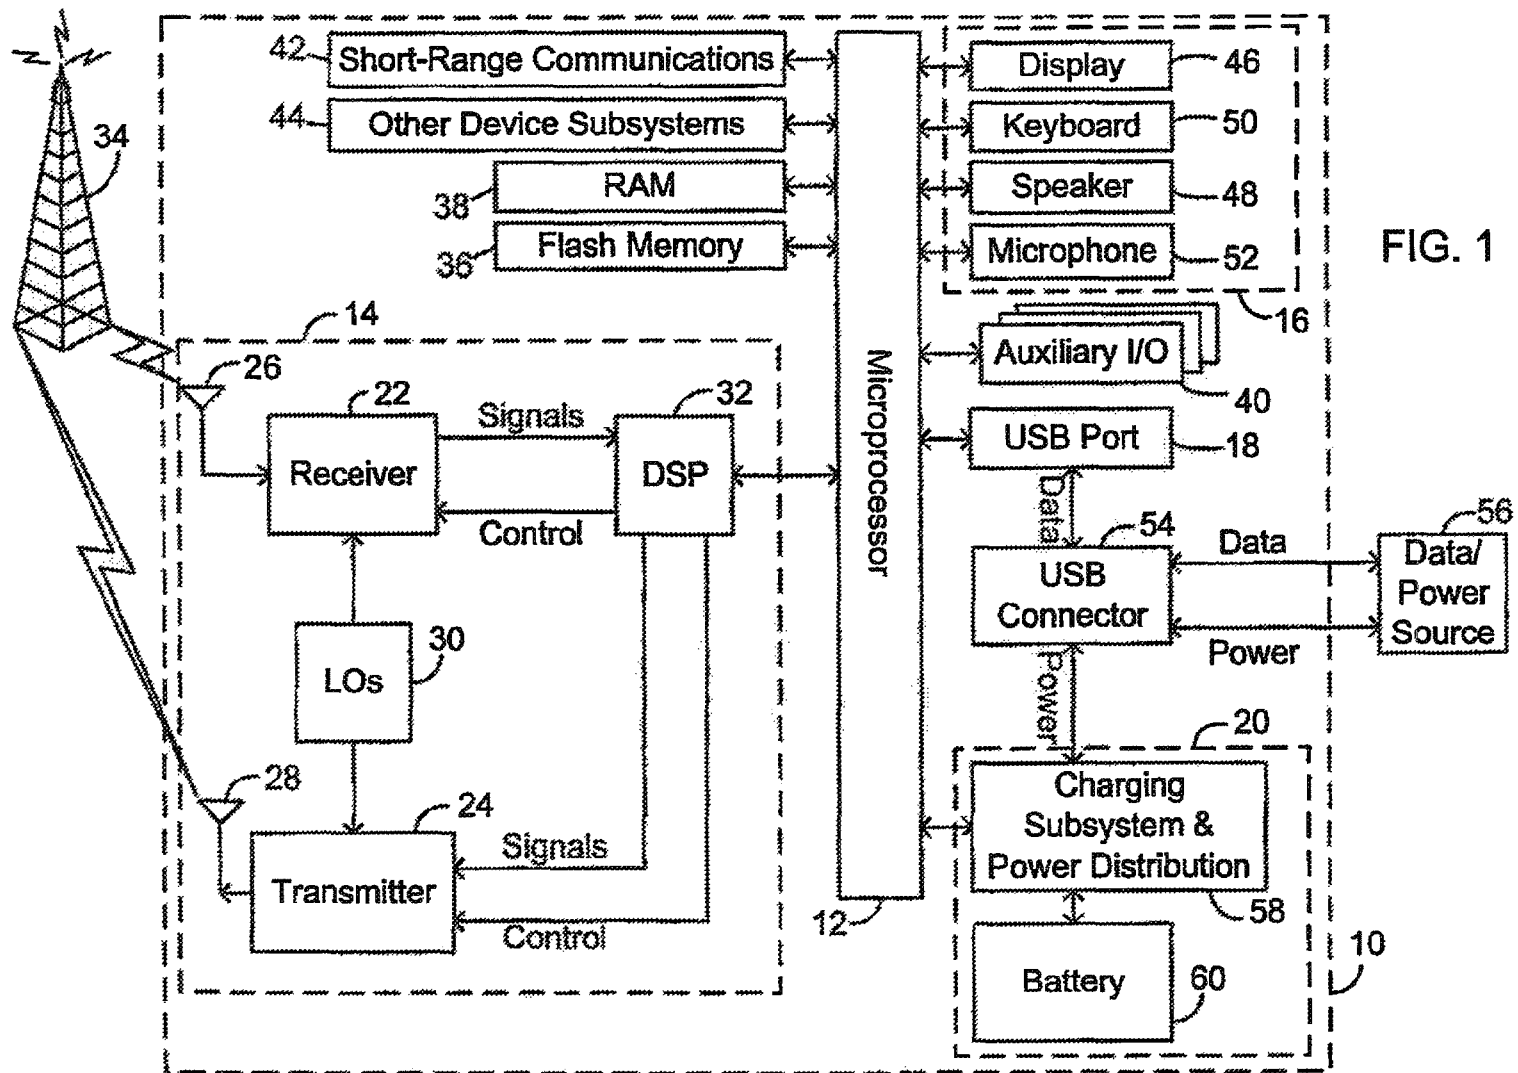 42
Short-Range Communications
44
Other Device Subsystems
38
RAM
36
Flash Memory
34
Display
46
Keyboard
50
Speaker
48
Microphone
52
16
FIG. 1
Auxiliary I/O
40
USB Port
18
Data
54
USB
Connector
Data
Power
56
Data/
Power
Source
Power
20
Charging
Subsystem &
Power Distribution
58
Battery
60
10
Microprocessor
12
14
26
22
Receiver
Signals
Control
32
DSP
30
LOs
28
24
Transmitter
Signals
Control